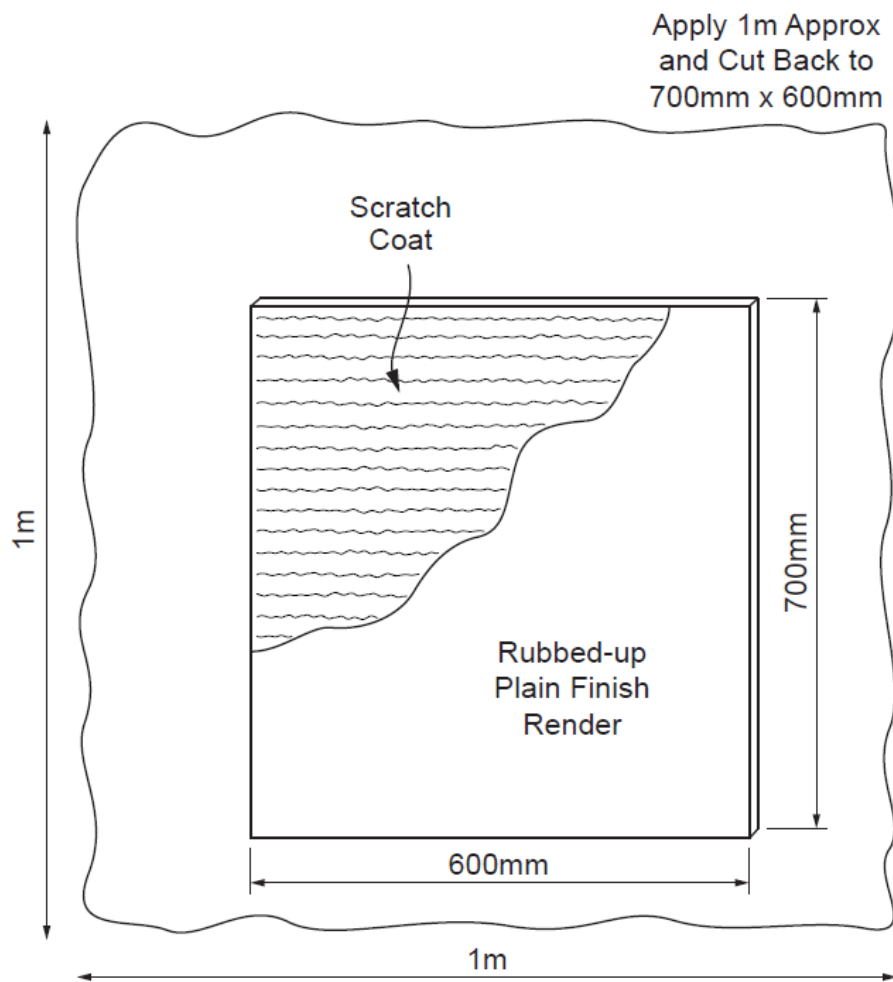 Apply 1m Approx
and Cut Back to
700mm x 600mm
Scratch
Coat
1m
700mm
Rubbed-up
Plain Finish
Render
600mm
1m